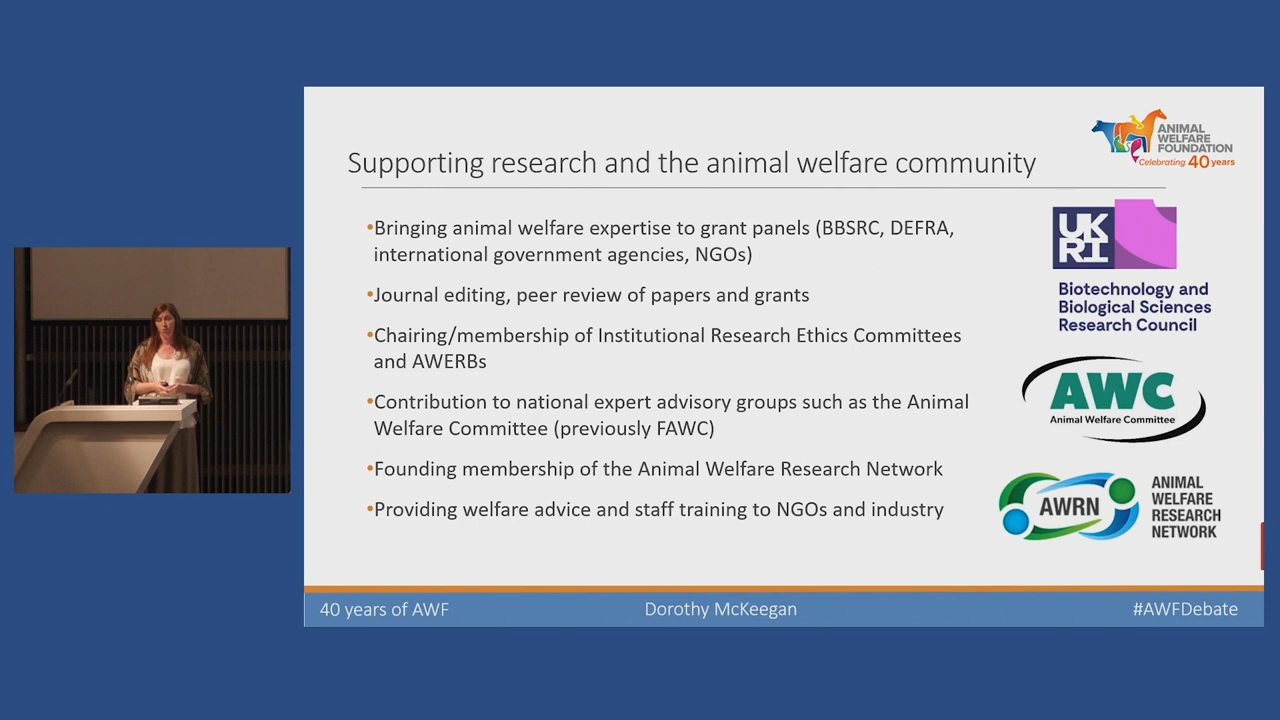 ANIMAL
WELFARE
FOUNDATION
Celebrating 40 years
Supporting research and the animal welfare community
•Bringing animal welfare expertise to grant panels (BBSRC, DEFRA,
international government agencies, NGOs)
•Journal editing, peer review of papers and grants
•Chairing/membership of Institutional Research Ethics Committees
and AWERBs
•Contribution to national expert advisory groups such as the Animal
Welfare Committee (previously FAWC)
•Founding membership of the Animal Welfare Research Network
•Providing welfare advice and staff training to NGOs and industry
UK
RI
Biotechnology and
Biological Sciences
Research Council
AWC
Animal Welfare Committee
AWRN
ANIMAL
WELFARE
RESEARCH
NETWORK
40 years of AWF
Dorothy McKeegan
#AWFDebate